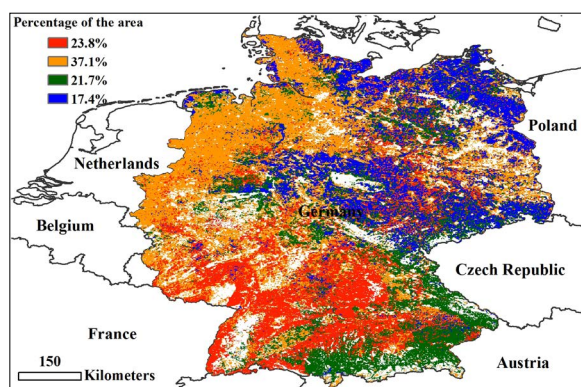 Percentage of the area
23.8%
37.1%
21.7%
17.4%
Poland
Netherlands
Germany
Belgium
Czech Republic
France
Austria
150
Kilometers